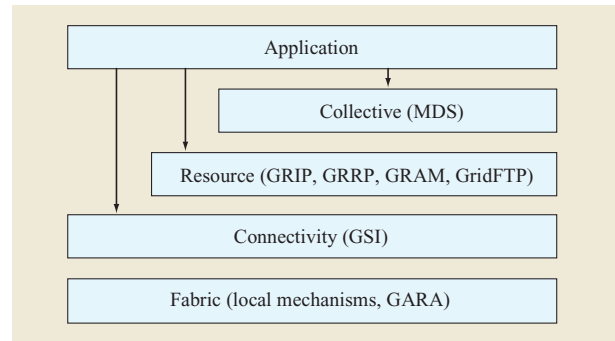 Application
Collective (MDS)
Resource (GRIP, GRRP, GRAM, GridFTP)
Connectivity (GSI)
Fabric (local mechanisms, GARA)